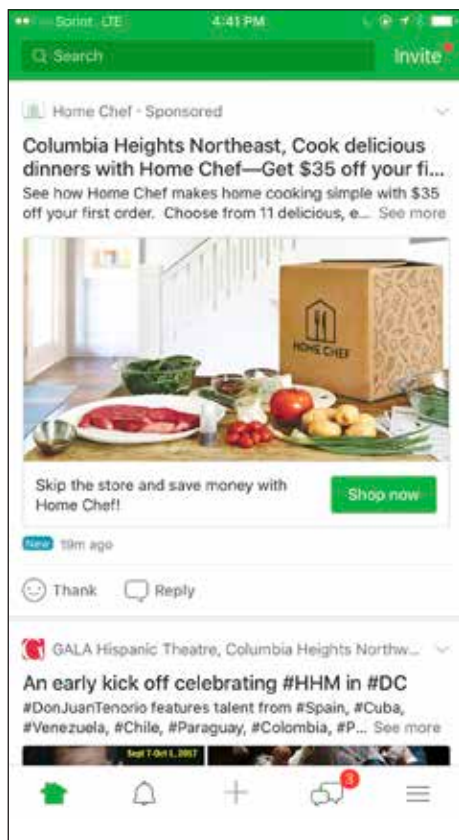 Sprint LTE 4:41 PM
Search Invite
Home Chef · Sponsored
Columbia Heights Northeast, Cook delicious
dinners with Home Chef—Get $35 off your fi...
See how Home Chef makes home cooking simple with $35
off your first order. Choose from 11 delicious, e... See more
HOME CHEF
Skip the store and save money with
Home Chef!
Shop now
New 19m ago
Thank Reply
GALA Hispanic Theatre, Columbia Heights Northw...
An early kick off celebrating #HHM in #DC
#DonJuanTenorio features talent from #Spain, #Cuba,
#Venezuela, #Chile, #Paraguay, #Colombia, #P... See more
Sept 7-Oct 1, 2017
3